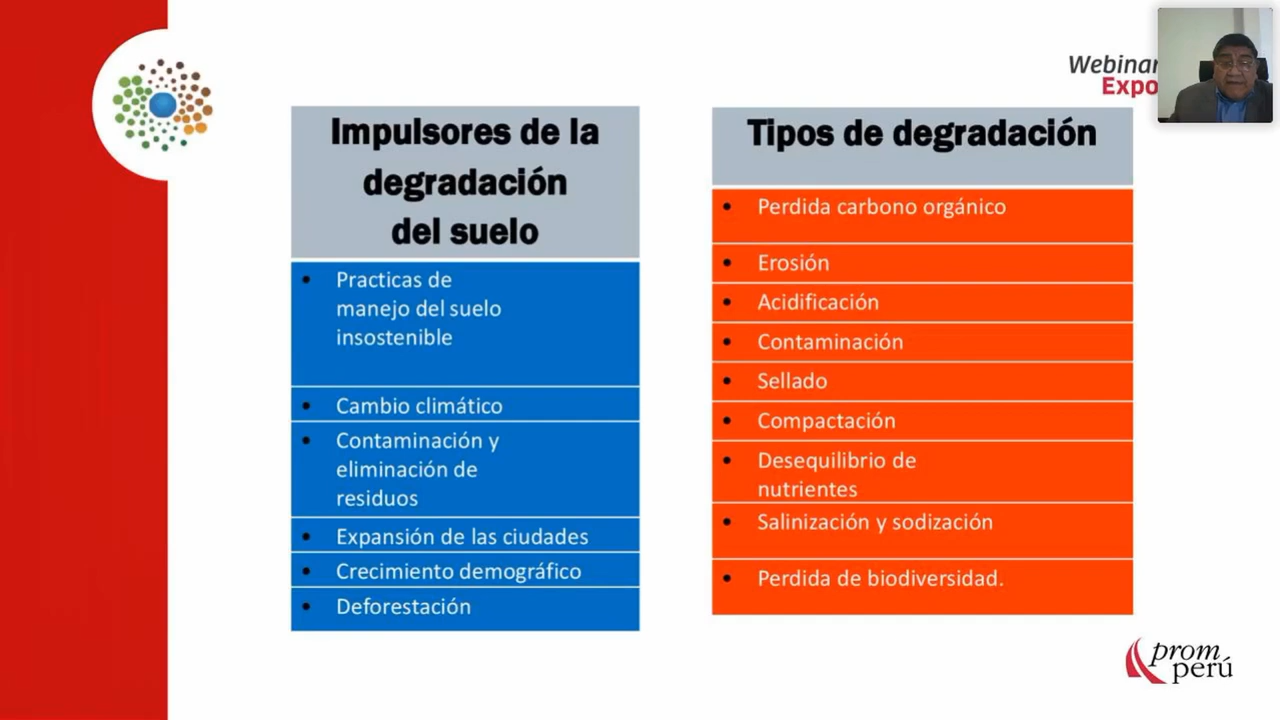 Webinar
Expo
Impulsores de la
degradación
del suelo
• Practicas de
manejo del suelo
insostenible
• Cambio climático
• Contaminación y
eliminación de
residuos
• Expansión de las ciudades
• Crecimiento demográfico
• Deforestación
Tipos de degradación
• Perdida carbono orgánico
• Erosión
• Acidificación
• Contaminación
• Sellado
• Compactación
• Desequilibrio de
nutrientes
• Salinización y sodización
• Perdida de biodiversidad.
prom
perú